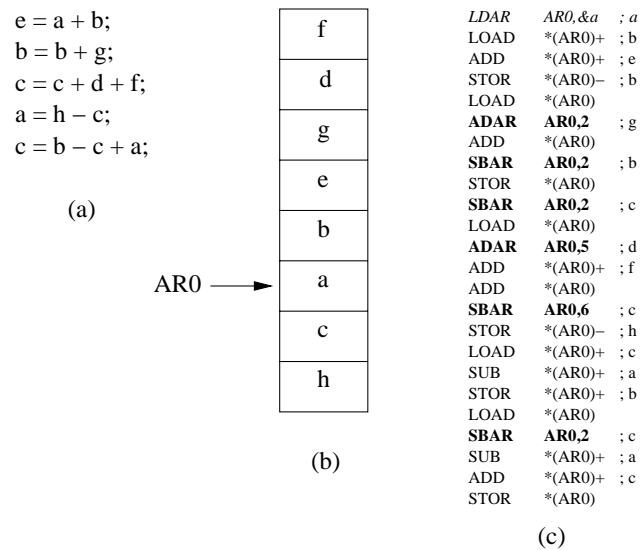 e = a + b;
b = b + g;
c = c + d + f;
a = h – c;
c = b – c + a;
(a)
f
d
g
e
b
AR0 a
c
h
(b)
LDAR AR0,&a ; a
LOAD *(AR0)+ ; b
ADD *(AR0)+ ; e
STOR *(AR0)– ; b
LOAD *(AR0)
ADAR AR0,2 ; g
ADD *(AR0)
SBAR AR0,2 ; b
STOR *(AR0)
SBAR AR0,2 ; c
LOAD *(AR0)
ADAR AR0,5 ; d
ADD *(AR0)+ ; f
ADD *(AR0)
SBAR AR0,6 ; c
STOR *(AR0)– ; h
LOAD *(AR0)+ ; c
SUB *(AR0)+ ; a
STOR *(AR0)+ ; b
LOAD *(AR0)
SBAR AR0,2 ; c
SUB *(AR0)+ ; a
ADD *(AR0)+ ; c
STOR *(AR0)
(c)